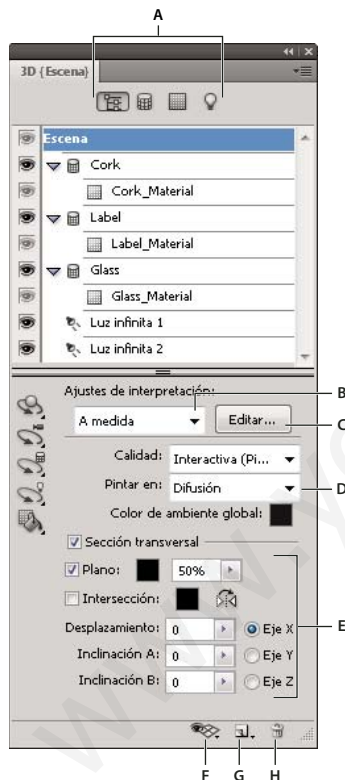 A
3D {Escena}
Escena
Cork
Cork_Material
Label
Label_Material
Glass
Glass_Material
Luz infinita 1
Luz infinita 2
Ajustes de interpretación:
B
A medida
Editar...
C
Calidad: Interactiva (Pi...
Pintar en: Difusión
D
Color de ambiente global:
Sección transversal
Plano: 50%
Intersección:
E
Desplazamiento: 0 Eje X
Inclinación A: 0 Eje Y
Inclinación B: 0 Eje Z
F G H